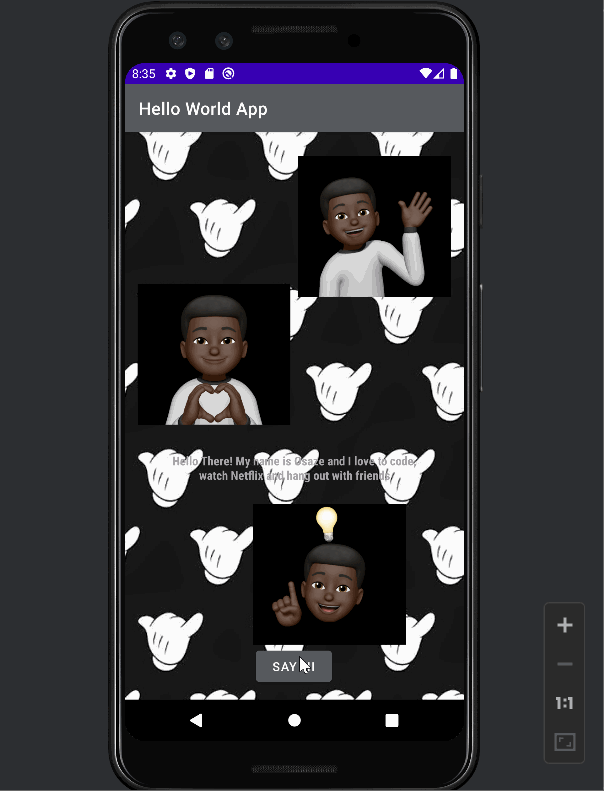 8:35
Hello World App
Hello There! My name is Osaze and I love to code,
watch Netflix and hang out with friends.
SAY HI
1:1